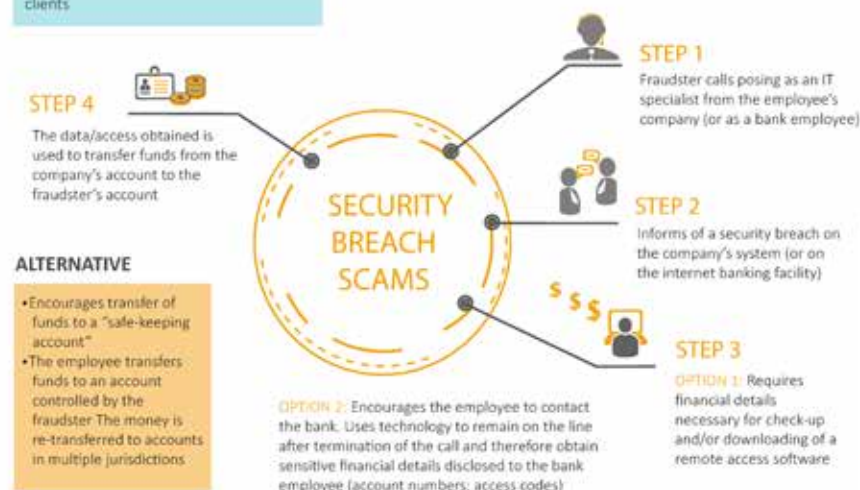 clients
STEP 1
Fraudster calls posing as an IT
specialist from the employee's
company (or as a bank employee)
STEP 2
Informs of a security breach on
the company's system (or on
the internet banking facility)
$ $ $
STEP 3
OPTION 1: Requires
financial details
necessary for check-up
and/or downloading of a
remote access software
OPTION 2: Encourages the employee to contact
the bank. Uses technology to remain on the line
after termination of the call and therefore obtain
sensitive financial details disclosed to the bank
employee (account numbers; access codes)
STEP 4
The data/access obtained is
used to transfer funds from the
company's account to the
fraudster's account
SECURITY
BREACH
SCAMS
ALTERNATIVE
•Encourages transfer of
funds to a "safe-keeping
account"
•The employee transfers
funds to an account
controlled by the
fraudster The money is
re-transferred to accounts
in multiple jurisdictions